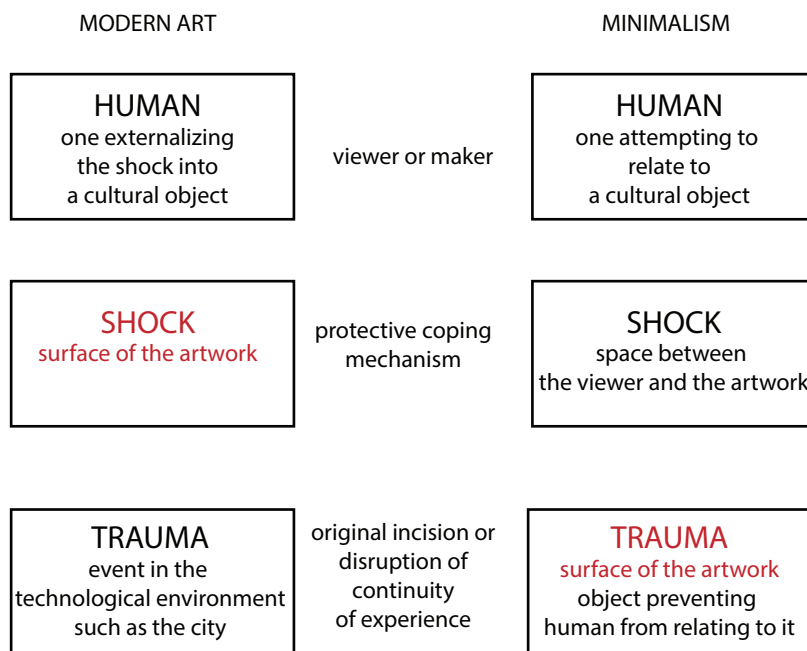 MODERN ART
MINIMALISM
HUMAN
one externalizing
the shock into
a cultural object
viewer or maker
HUMAN
one attempting to
relate to
a cultural object
SHOCK
surface of the artwork
protective coping
mechanism
SHOCK
space between
the viewer and the artwork
TRAUMA
event in the
technological environment
such as the city
original incision or
disruption of
continuity
of experience
TRAUMA
surface of the artwork
object preventing
human from relating to it